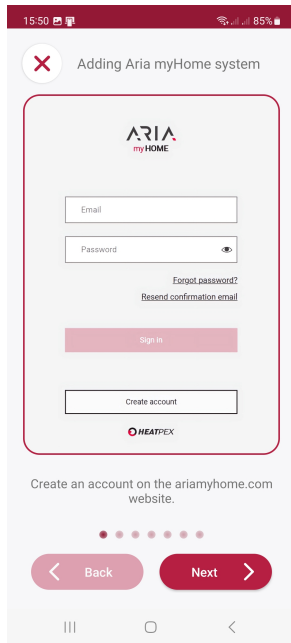 15:50 85%
Adding Aria myHome system
ARIA
myHOME
Email
Password
Forgot password?
Resend confirmation email
Sign in
Create account
HEATPEX
Create an account on the ariamyhome.com
website.
Back Next